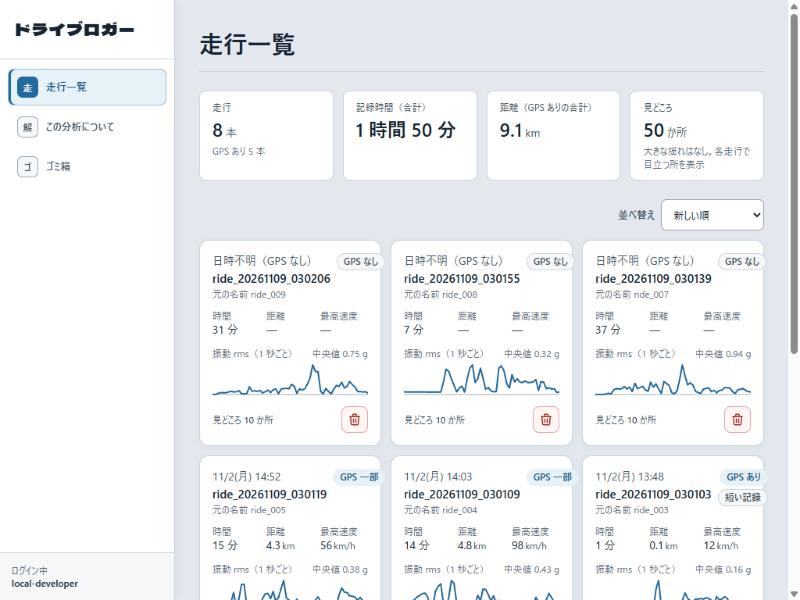 ドライブロガー
走 走行一覧
解 この分析について
ゴ ゴミ箱
ログイン中
local-developer
走行一覧
走行
8 本
GPS あり 5 本
記録時間（合計）
1 時間 50 分
距離（GPS ありの合計）
9.1 km
見どころ
50 か所
大きな揺れはなし。各走行で
目立つ所を表示
並べ替え 新しい順
日時不明（GPS なし） GPS なし
ride_20261109_030206
元の名前 ride_009
時間 距離 最高速度
31 分 — —
振動 rms（1 秒ごと） 中央値 0.75 g
見どころ 10 か所
日時不明（GPS なし） GPS なし
ride_20261109_030155
元の名前 ride_008
時間 距離 最高速度
7 分 — —
振動 rms（1 秒ごと） 中央値 0.32 g
見どころ 10 か所
日時不明（GPS なし） GPS なし
ride_20261109_030139
元の名前 ride_007
時間 距離 最高速度
37 分 — —
振動 rms（1 秒ごと） 中央値 0.94 g
見どころ 10 か所
11/2(月) 14:52 GPS 一部
ride_20261109_030119
元の名前 ride_005
時間 距離 最高速度
15 分 4.3 km 56 km/h
振動 rms（1 秒ごと） 中央値 0.38 g
11/2(月) 14:03 GPS 一部
ride_20261109_030109
元の名前 ride_004
時間 距離 最高速度
14 分 4.8 km 98 km/h
振動 rms（1 秒ごと） 中央値 0.43 g
11/2(月) 13:48 GPS あり
ride_20261109_030103 短い記録
元の名前 ride_003
時間 距離 最高速度
1 分 0.1 km 12 km/h
振動 rms（1 秒ごと） 中央値 0.16 g